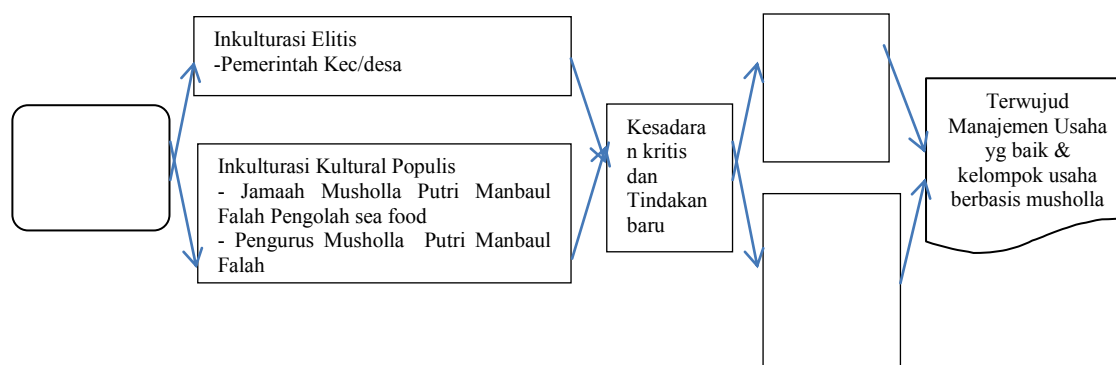 Inkulturasi Elitis
-Pemerintah Kec/desa
Inkulturasi Kultural Populis
- Jamaah Musholla Putri Manbaul
Falah Pengolah sea food
- Pengurus Musholla Putri Manbaul
Falah
Kesadara
n kritis
dan
Tindakan
baru
Terwujud
Manajemen Usaha
yg baik &
kelompok usaha
berbasis musholla